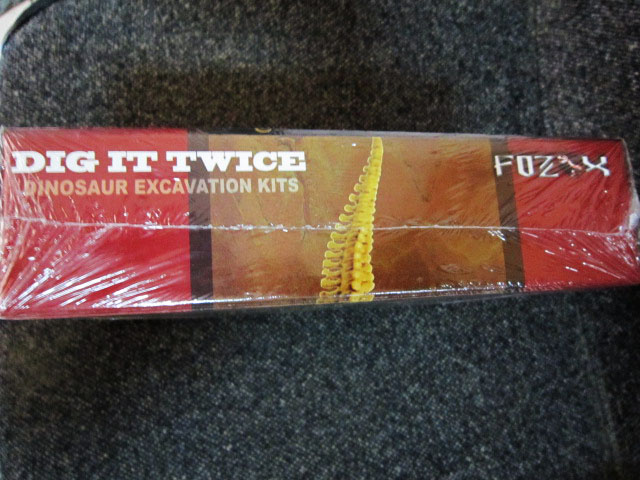 DIG IT TWICE
DINOSAUR EXCAVATION KITS